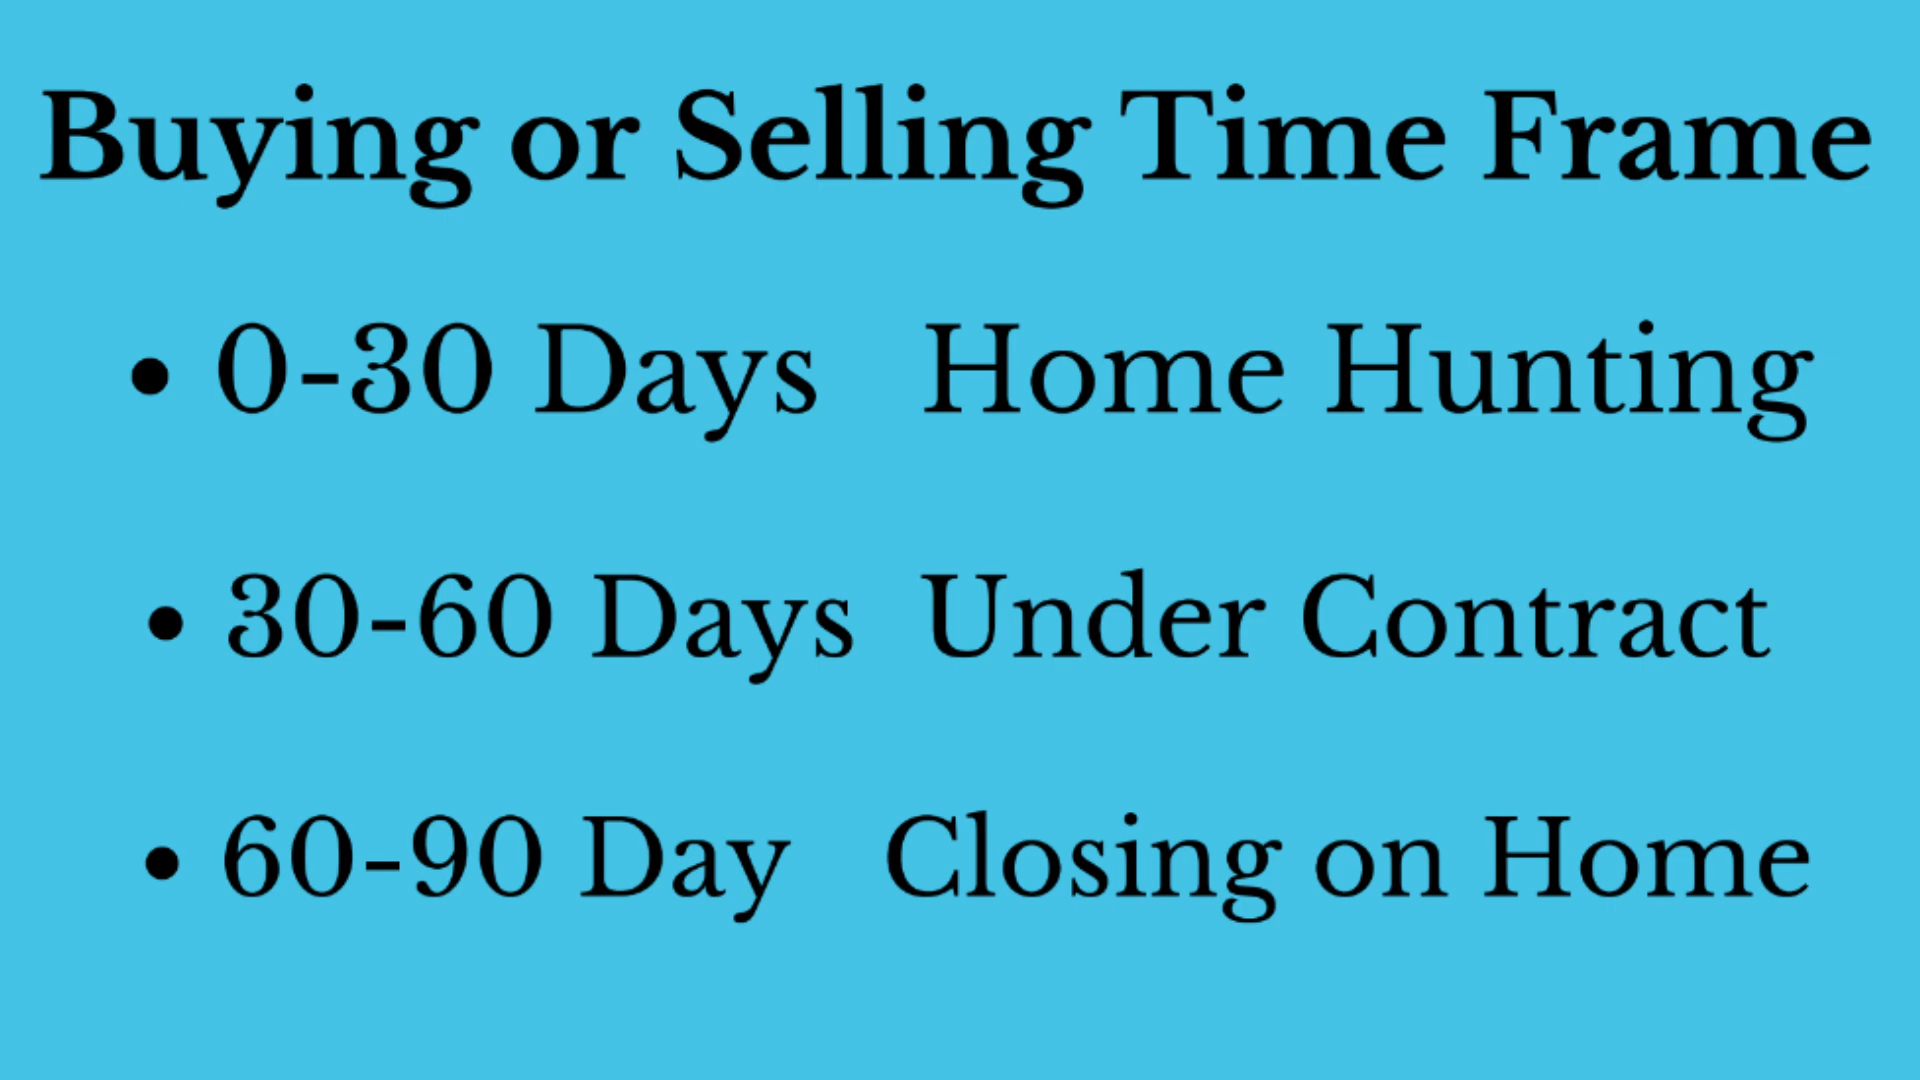 Buying or Selling Time Frame
• 0-30 Days Home Hunting
• 30-60 Days Under Contract
• 60-90 Day Closing on Home